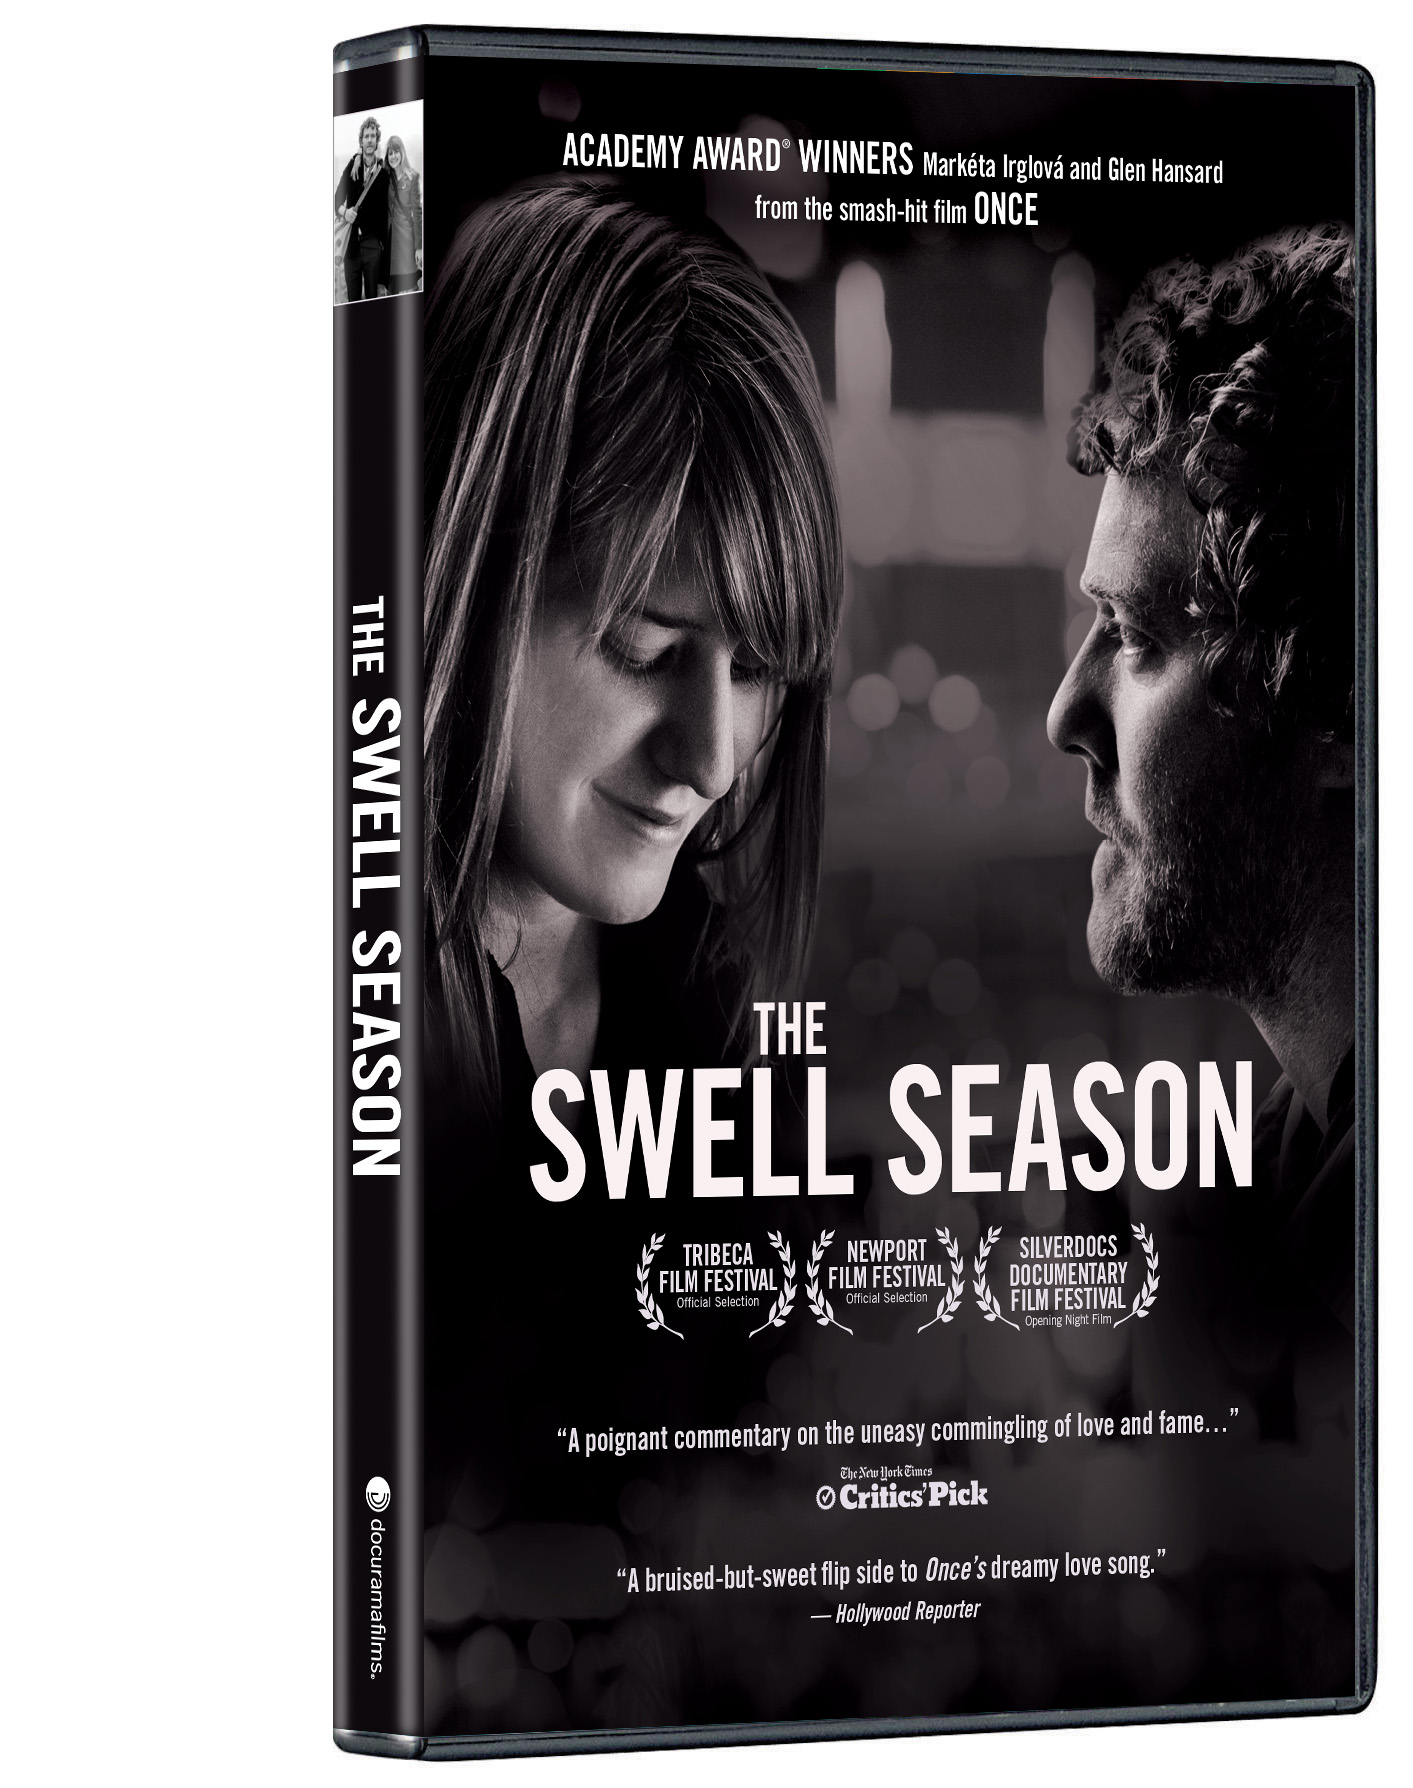 ACADEMY AWARD® WINNERS Markéta Irglová and Glen Hansard
from the smash-hit film ONCE
THE
SWELL SEASON
TRIBECA
FILM FESTIVAL
Official Selection
NEWPORT
FILM FESTIVAL
Official Selection
SILVERDOCS
DOCUMENTARY
FILM FESTIVAL
Opening Night Film
“A poignant commentary on the uneasy commingling of love and fame…”
The New York Times
Critics’ Pick
“A bruised-but-sweet flip side to Once’s dreamy love song.”
— Hollywood Reporter
THE SWELL SEASON
docuramafilms®